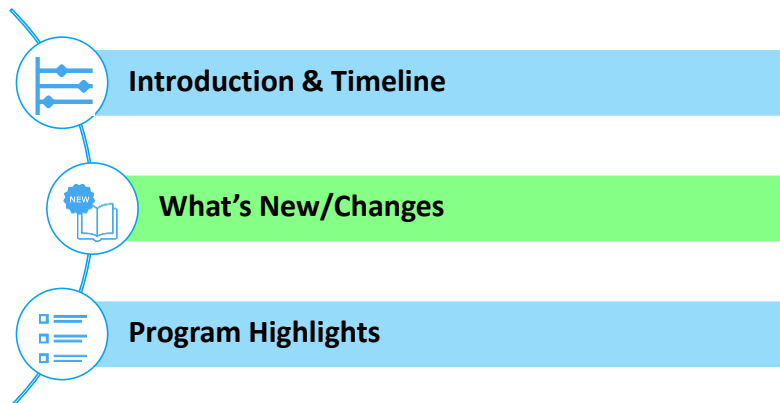 Introduction & Timeline
NEW
What’s New/Changes
Program Highlights